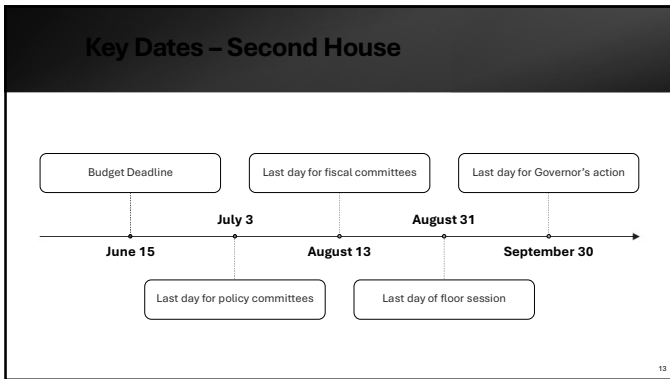 Key Dates – Second House
Budget Deadline
Last day for fiscal committees
Last day for Governor's action
July 3
August 31
June 15
August 13
September 30
Last day for policy committees
Last day of floor session
13